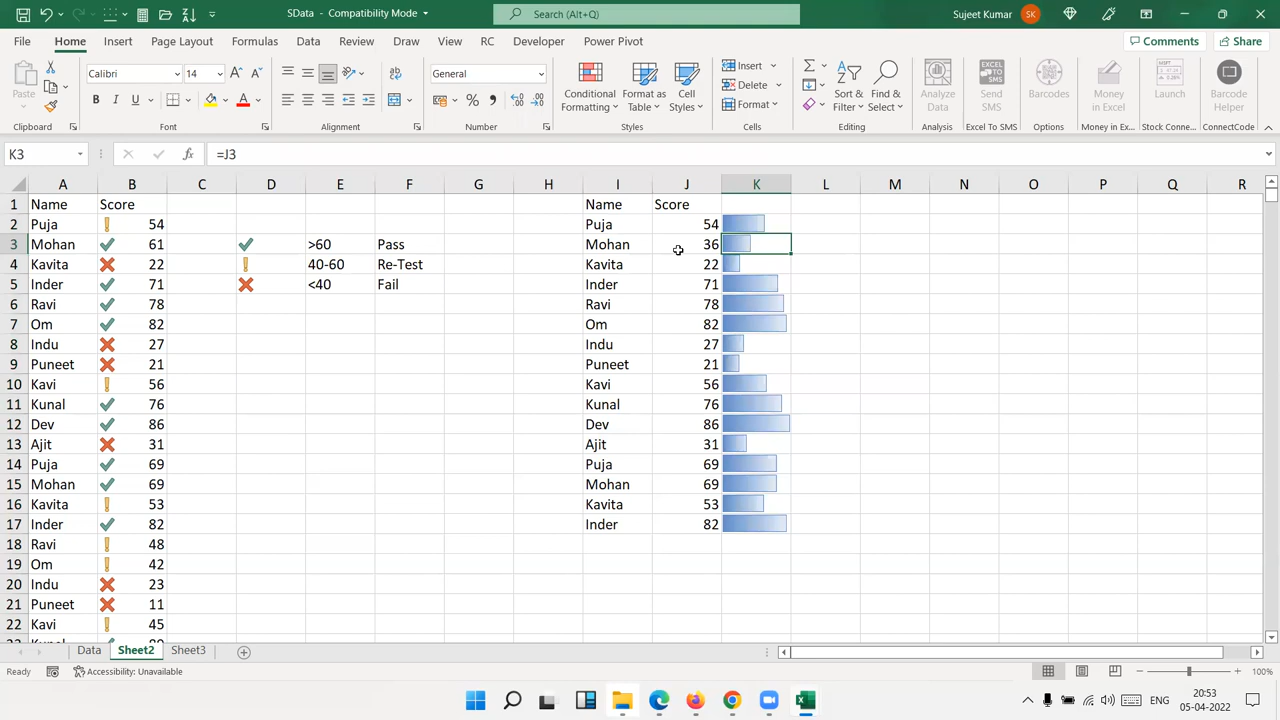 SData - Compatibility Mode
Search (Alt+Q)
Sujeet Kumar SK
File Home Insert Page Layout Formulas Data Review View Draw RC Developer Power Pivot
Comments Share
Paste
Calibri 14
B I U A
General
Conditional Formatting
Format as Table
Cell Styles
Insert
Delete
Format
Sort & Filter
Find & Select
Analyze Data
Excel To SMS
Send SMS
Barcodes
Money in Excel
Launch
Barcode Helper
Clipboard Font Alignment Number Styles Cells Editing Analysis Excel To SMS Options Money in Ex... Stock Connec... ConnectCode
K3 fx =J3
A B C D E F G H I J K L M N O P Q R
1 Name Score Name Score
2 Puja 54 Puja 54
3 Mohan 61 >60 Pass Mohan 36
4 Kavita 22 40-60 Re-Test Kavita 22
5 Inder 71 <40 Fail Inder 71
6 Ravi 78 Ravi 78
7 Om 82 Om 82
8 Indu 27 Indu 27
9 Puneet 21 Puneet 21
10 Kavi 56 Kavi 56
11 Kunal 76 Kunal 76
12 Dev 86 Dev 86
13 Ajit 31 Ajit 31
14 Puja 69 Puja 69
15 Mohan 69 Mohan 69
16 Kavita 53 Kavita 53
17 Inder 82 Inder 82
18 Ravi 48
19 Om 42
20 Indu 23
21 Puneet 11
22 Kavi 45
Data Sheet2 Sheet3
Ready Accessibility: Unavailable 100%
ENG 20:53
05-04-2022